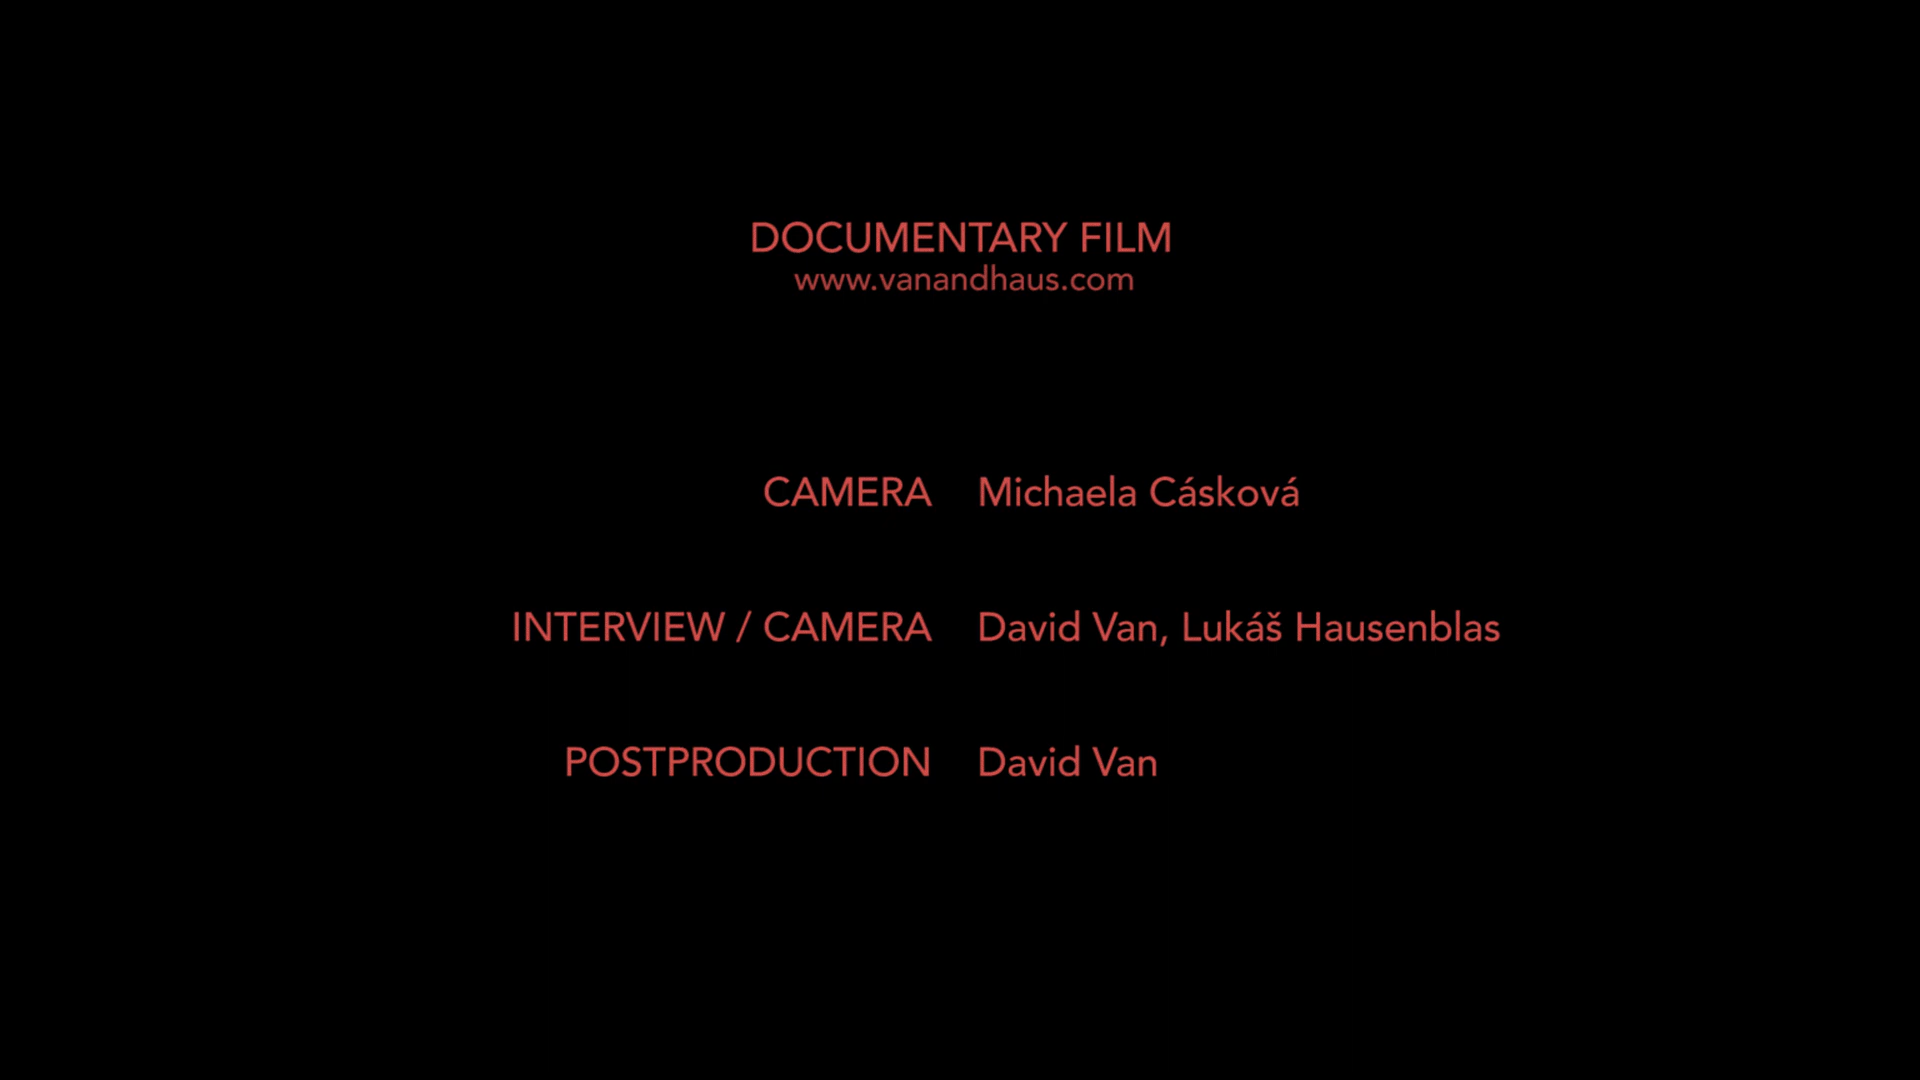 DOCUMENTARY FILM
www.vanandhaus.com
CAMERA Michaela Cásková
INTERVIEW / CAMERA David Van, Lukáš Hausenblas
POSTPRODUCTION David Van